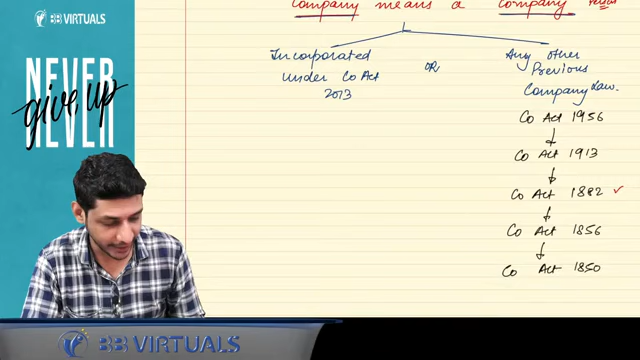 BB VIRTUALS
NEVER
give up
NEVER
Company means a Company
Incorporated
under Co Act
2013
OR
Any other
Previous
Company Law.
Co Act 1956
Co Act 1913
Co Act 1882 ✓
Co Act 1856
Co Act 1850
BB VIRTUALS